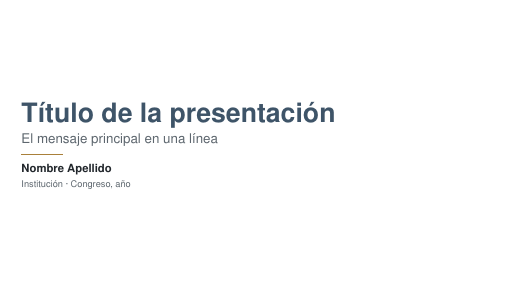 Título de la presentación
El mensaje principal en una línea
Nombre Apellido
Institución · Congreso, año